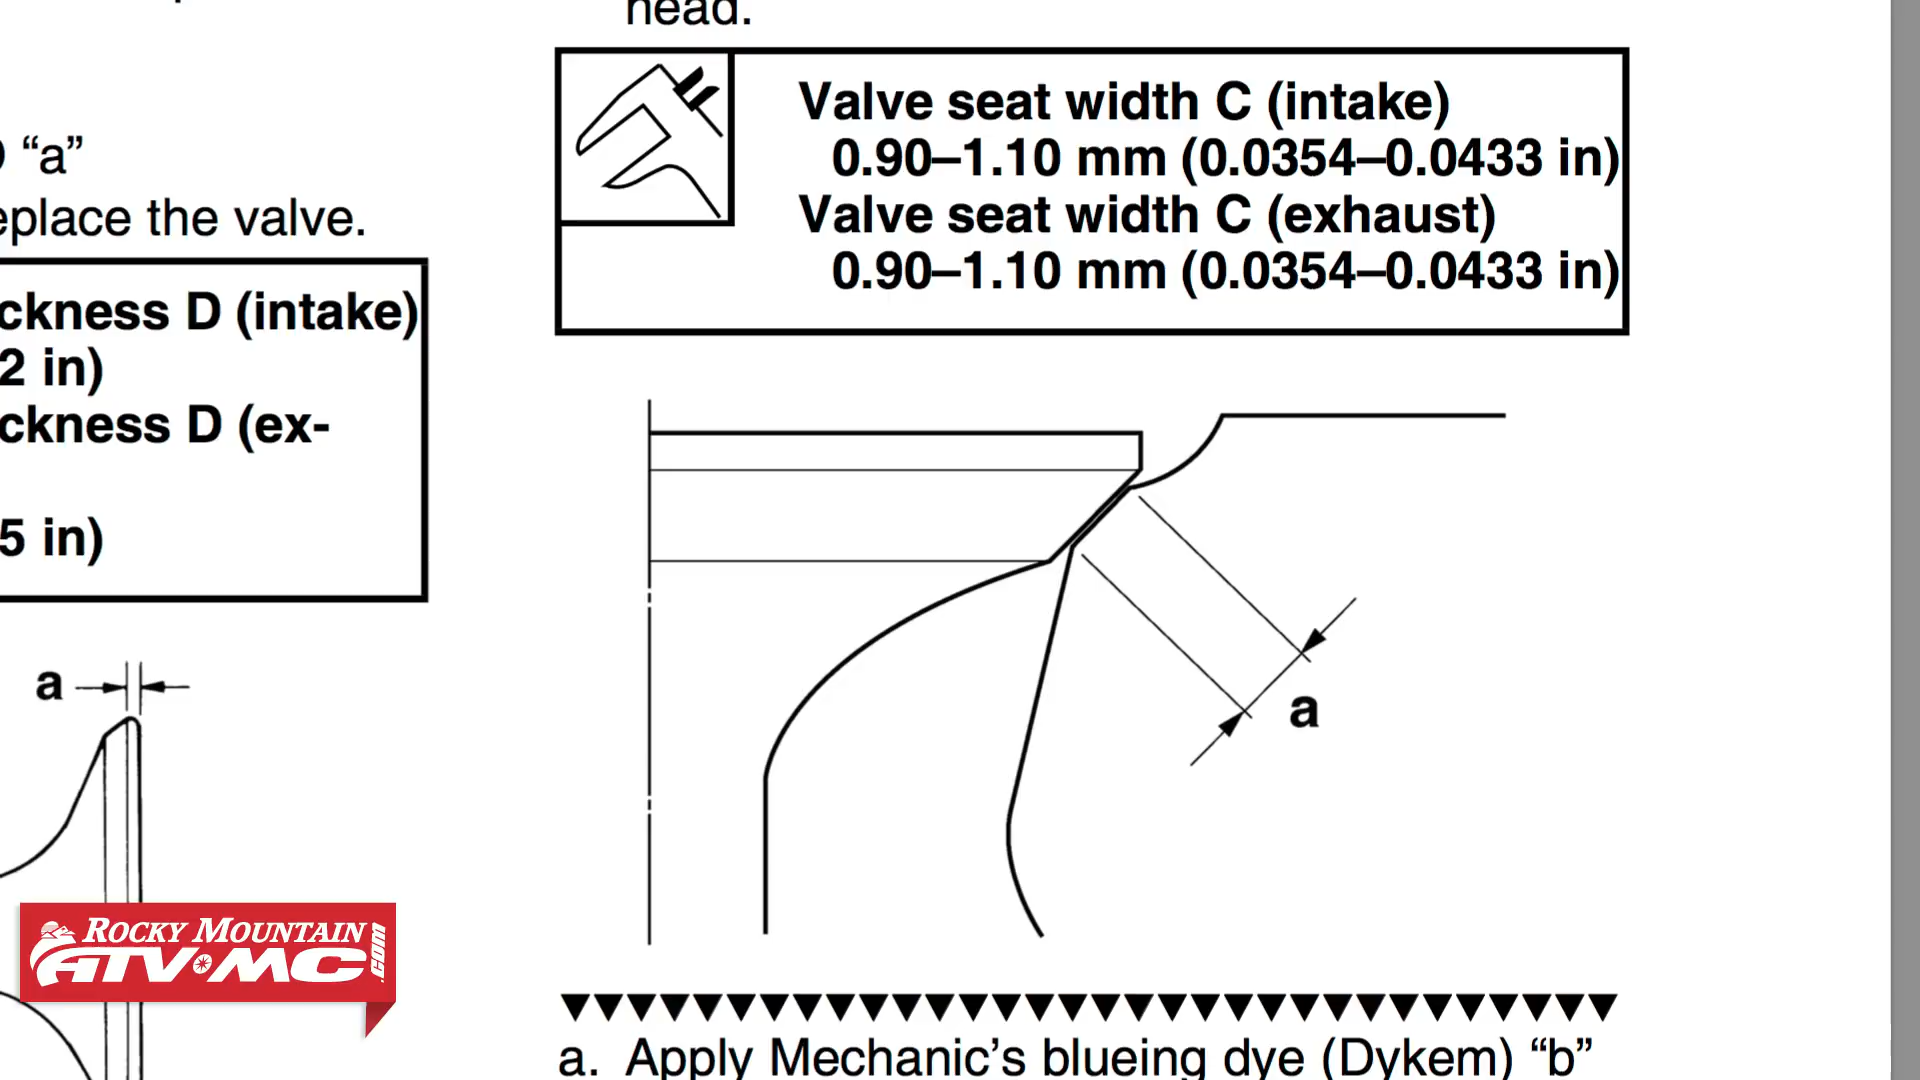 head.
Valve seat width C (intake)
0.90–1.10 mm (0.0354–0.0433 in)
Valve seat width C (exhaust)
0.90–1.10 mm (0.0354–0.0433 in)
“a”
eplace the valve.
ckness D (intake)
2 in)
ckness D (ex-
5 in)
a
a
ROCKY MOUNTAIN
ATV MC .COM
a. Apply Mechanic’s blueing dye (Dykem) “b”